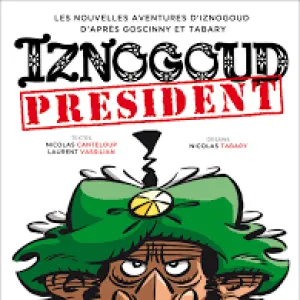 LES NOUVELLES AVENTURES D'IZNOGOUD
D'APRÈS GOSCINNY ET TABARY
IZNOGOUD
PRESIDENT
TEXTES
NICOLAS CANTELOUP
LAURENT VASSILIAN
DESSINS
NICOLAS TABARY